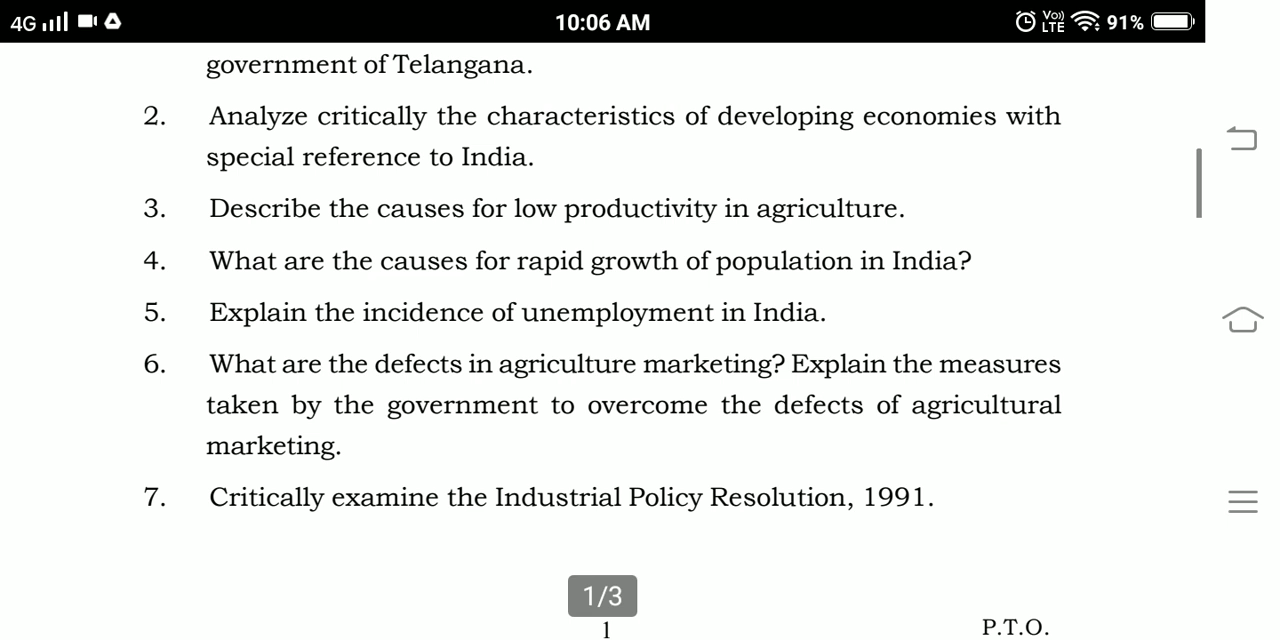 4G 10:06 AM Vo) LTE 91%
government of Telangana.
2. Analyze critically the characteristics of developing economies with
special reference to India.
3. Describe the causes for low productivity in agriculture.
4. What are the causes for rapid growth of population in India?
5. Explain the incidence of unemployment in India.
6. What are the defects in agriculture marketing? Explain the measures
taken by the government to overcome the defects of agricultural
marketing.
7. Critically examine the Industrial Policy Resolution, 1991.
1/3
1 P.T.O.